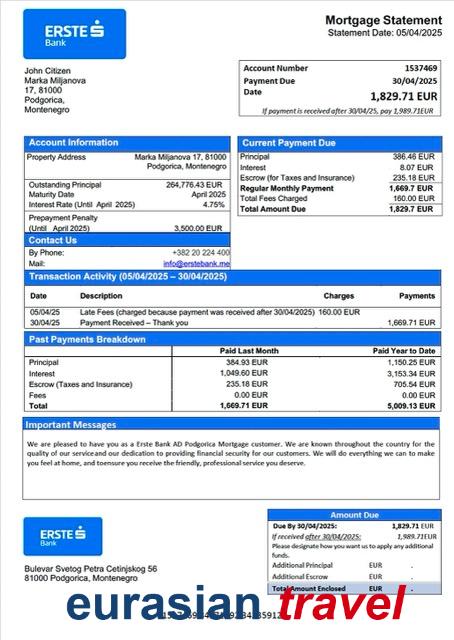 ERSTE
Bank
Mortgage Statement
Statement Date: 05/04/2025
John Citizen
Marka Miljanova
17, 81000
Podgorica,
Montenegro
Account Number 1537469
Payment Due 30/04/2025
Date 1,829.71 EUR
If payment is received after 30/04/25, pay 1,989.71EUR
Account Information
Property Address Marka Miljanova 17, 81000
Podgorica, Montenegro
Outstanding Principal 264,776.43 EUR
Maturity Date April 2025
Interest Rate (Until April 2025) 4.75%
Prepayment Penalty
(Until April 2025) 3,500.00 EUR
Contact Us
By Phone: +382 20 224 400
Mail: info@erstebank.me
Current Payment Due
Principal 386.46 EUR
Interest 8.07 EUR
Escrow (for Taxes and Insurance) 235.18 EUR
Regular Monthly Payment 1,669.7 EUR
Total Fees Charged 160.00 EUR
Total Amount Due 1,829.7 EUR
Transaction Activity (05/04/2025 – 30/04/2025)
Date Description Charges Payments
05/04/25 Late Fees (charged because payment was received after 30/04/2025) 160.00 EUR
30/04/25 Payment Received – Thank you 1,669.71 EUR
Past Payments Breakdown
Paid Last Month Paid Year to Date
Principal 384.93 EUR 1,150.25 EUR
Interest 1,049.60 EUR 3,153.34 EUR
Escrow (Taxes and Insurance) 235.18 EUR 705.54 EUR
Fees 0.00 EUR 0.00 EUR
Total 1,669.71 EUR 5,009.13 EUR
Important Messages
We are pleased to have you as a Erste Bank AD Podgorica Mortgage customer. We are known throughout the country for the
quality of our service and our dedication to providing financial security for our customers. We will do everything we can to make
you feel at home, and toensure you receive the friendly, professional service you deserve.
ERSTE
Bank
Bulevar Svetog Petra Cetinjskog 56
81000 Podgorica, Montenegro
Amount Due
Due By 30/04/2025: 1,829.71 EUR
If received after 30/04/2025: 1,989.71EUR
Please designate how you want us to apply any additional
funds.
Additional Principal EUR .
Additional Escrow EUR .
Total Amount Enclosed EUR .
eurasian travel